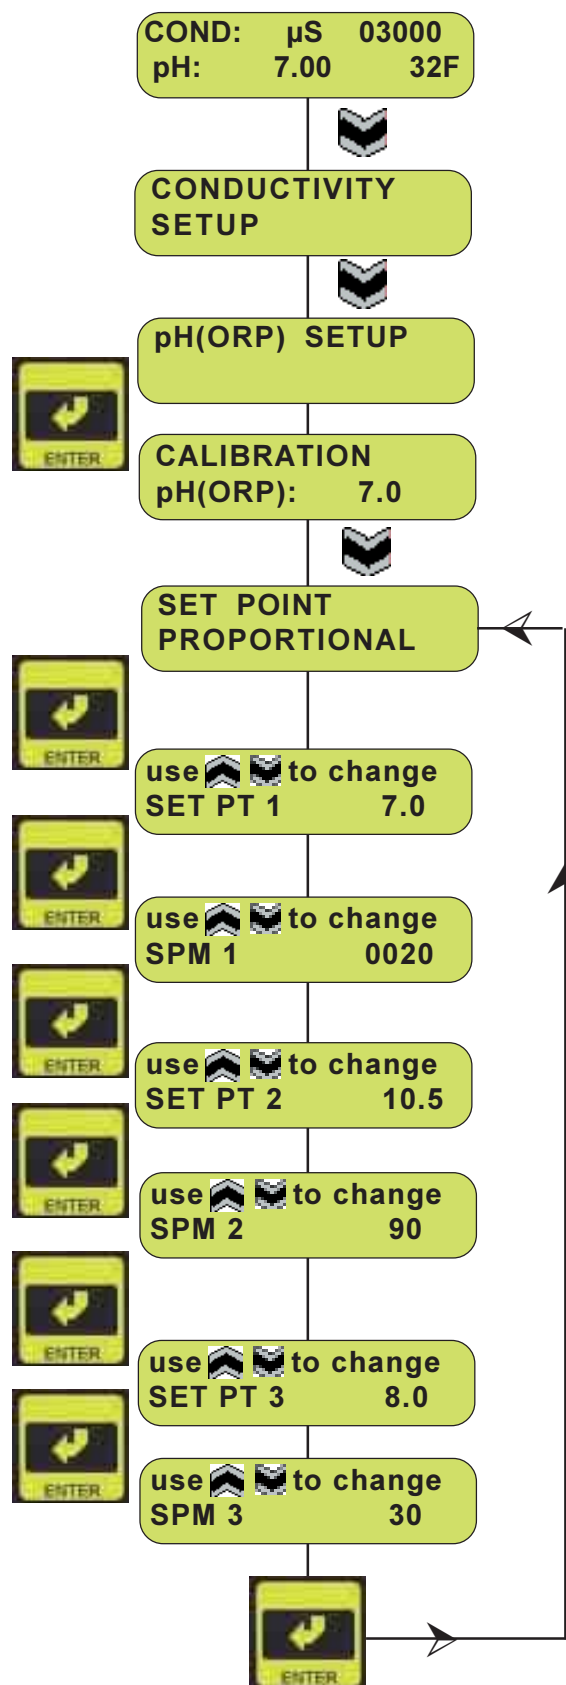 COND: µS 03000
pH: 7.00 32F
CONDUCTIVITY
SETUP
pH(ORP) SETUP
ENTER
CALIBRATION
pH(ORP): 7.0
SET POINT
PROPORTIONAL
ENTER
use to change
SET PT 1 7.0
ENTER
use to change
SPM 1 0020
ENTER
use to change
SET PT 2 10.5
ENTER
use to change
SPM 2 90
ENTER
use to change
SET PT 3 8.0
ENTER
use to change
SPM 3 30
ENTER